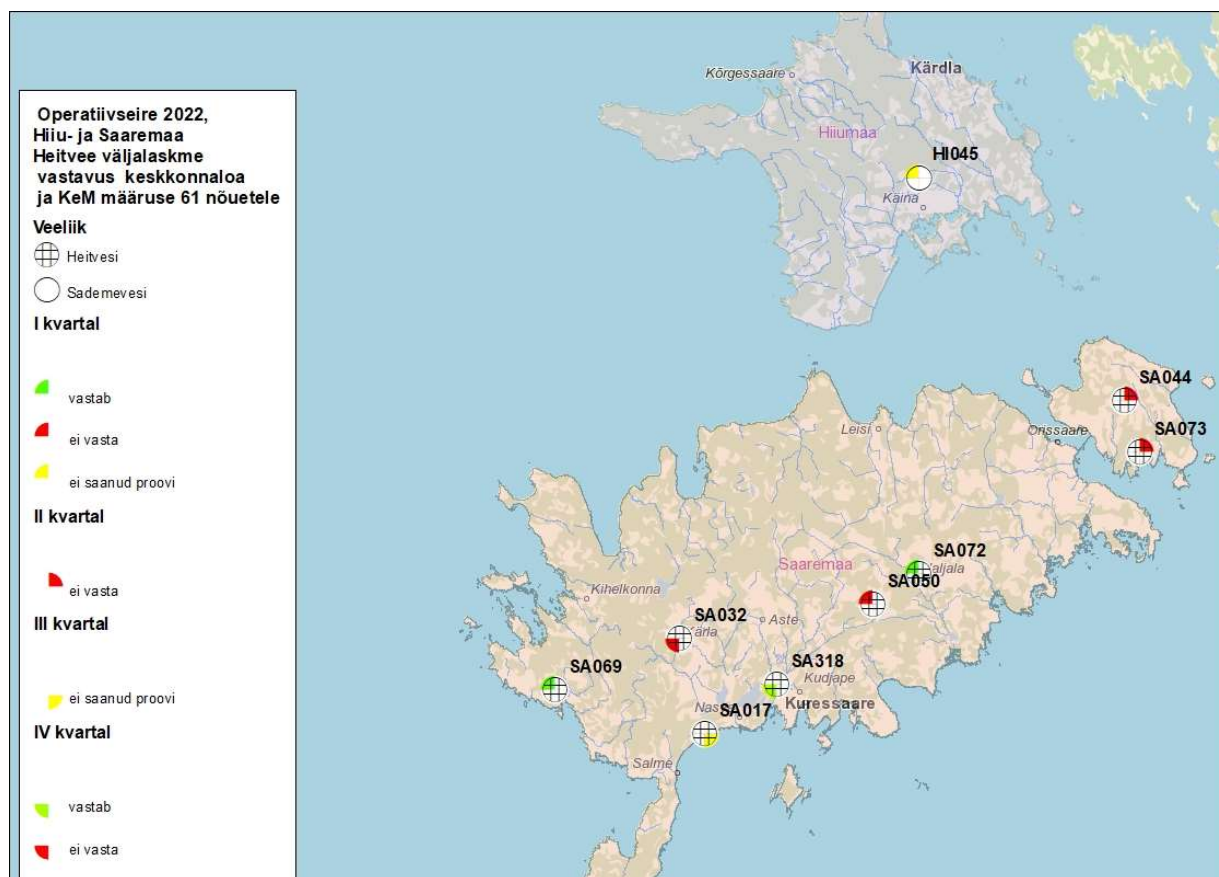 Operatiivseire 2022,
Hiiu- ja Saaremaa
Heitvee väljalaskme
vastavus keskkonnaloa
ja KeM määruse 61 nõuetele
Veeliik
Heitvesi
Sademevesi
I kvartal
vastab
ei vasta
ei saanud proovi
II kvartal
ei vasta
III kvartal
ei saanud proovi
IV kvartal
vastab
ei vasta
Kõrgessaare
Kärdla
Hiiumaa
HI045
Käina
SA044
Leisi
Orissaare
SA073
SA072
Saaremaa
SA050
Kihelkonna
SA032
Kärla
Aste
SA069
SA318
Kudjape
SA017
Kuressaare
Salme